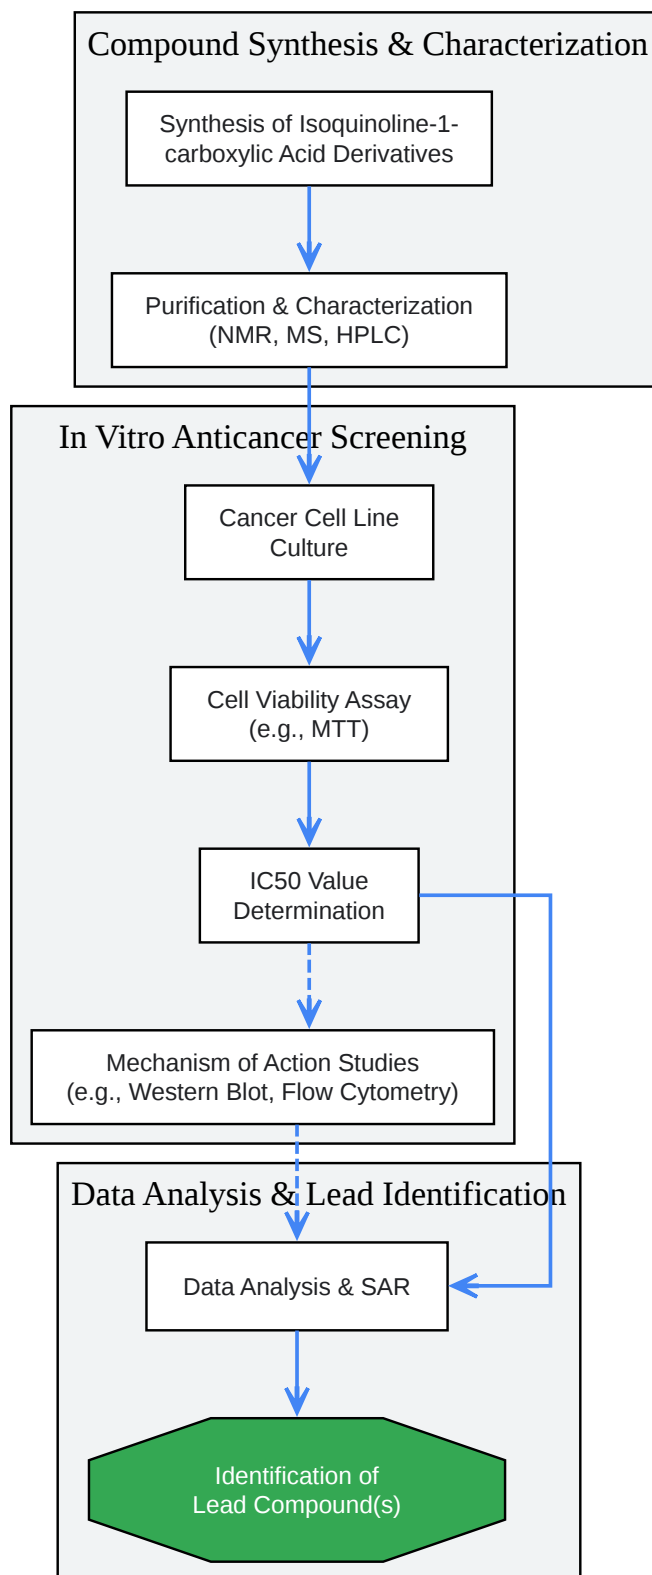 Compound Synthesis & Characterization
Synthesis of Isoquinoline-1-
carboxylic Acid Derivatives
Purification & Characterization
(NMR, MS, HPLC)
In Vitro Anticancer Screening
Cancer Cell Line
Culture
Cell Viability Assay
(e.g., MTT)
IC50 Value
Determination
Mechanism of Action Studies
(e.g., Western Blot, Flow Cytometry)
Data Analysis & Lead Identification
Data Analysis & SAR
Identification of
Lead Compound(s)